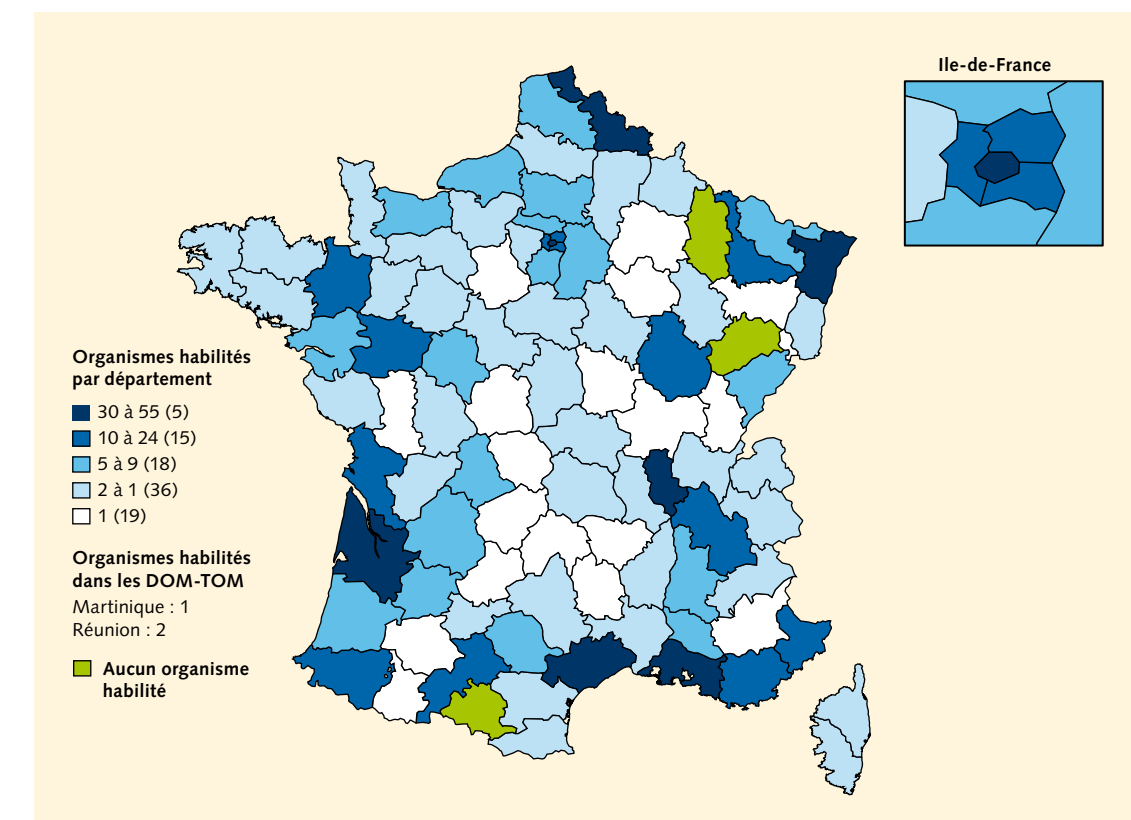 Ile-de-France
Organismes habilités
par département
30 à 55 (5)
10 à 24 (15)
5 à 9 (18)
2 à 1 (36)
1 (19)
Organismes habilités
dans les DOM-TOM
Martinique : 1
Réunion : 2
Aucun organisme
habilité